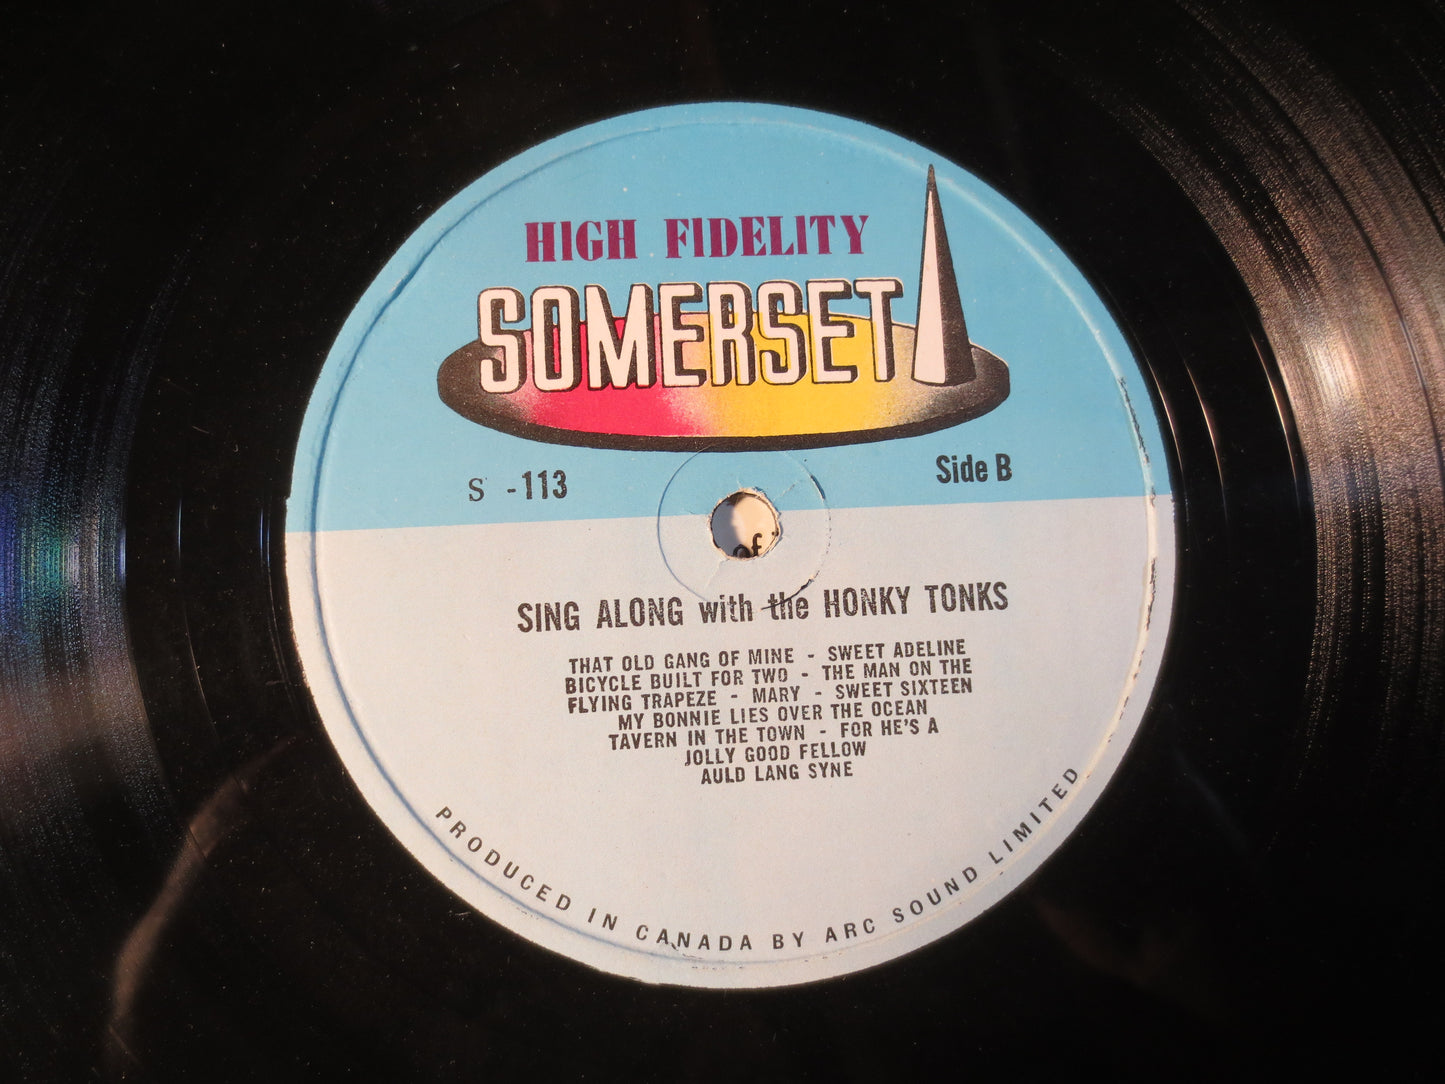 HIGH FIDELITY
SOMERSET
S -113
Side B
of
SING ALONG with the HONKY TONKS
THAT OLD GANG OF MINE - SWEET ADELINE
BICYCLE BUILT FOR TWO - THE MAN ON THE
FLYING TRAPEZE - MARY - SWEET SIXTEEN
MY BONNIE LIES OVER THE OCEAN
TAVERN IN THE TOWN - FOR HE'S A
JOLLY GOOD FELLOW
AULD LANG SYNE
PRODUCED IN CANADA BY ARC SOUND LIMITED